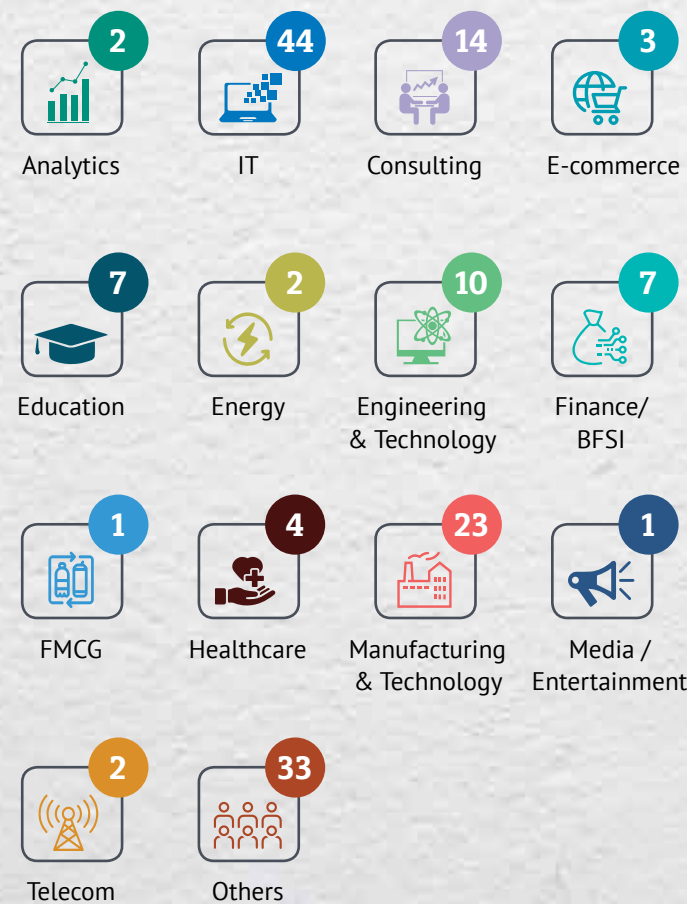 2
44
14
3
Analytics
IT
Consulting
E-commerce
7
2
10
7
Education
Energy
Engineering
& Technology
Finance/
BFSI
1
4
23
1
FMCG
Healthcare
Manufacturing
& Technology
Media /
Entertainment
2
33
Telecom
Others